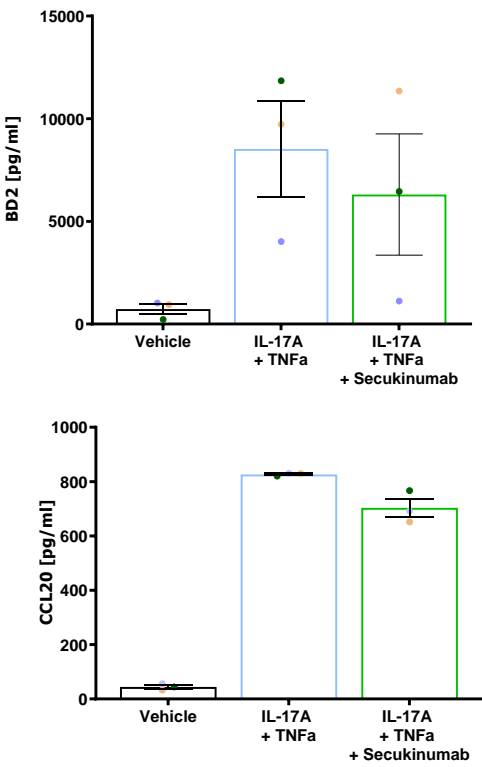 15000
10000
5000
0
BD2 [pg/ml]
Vehicle
IL-17A
+ TNFa
IL-17A
+ TNFa
+ Secukinumab
1000
800
600
400
200
0
CCL20 [pg/ml]
Vehicle
IL-17A
+ TNFa
IL-17A
+ TNFa
+ Secukinumab